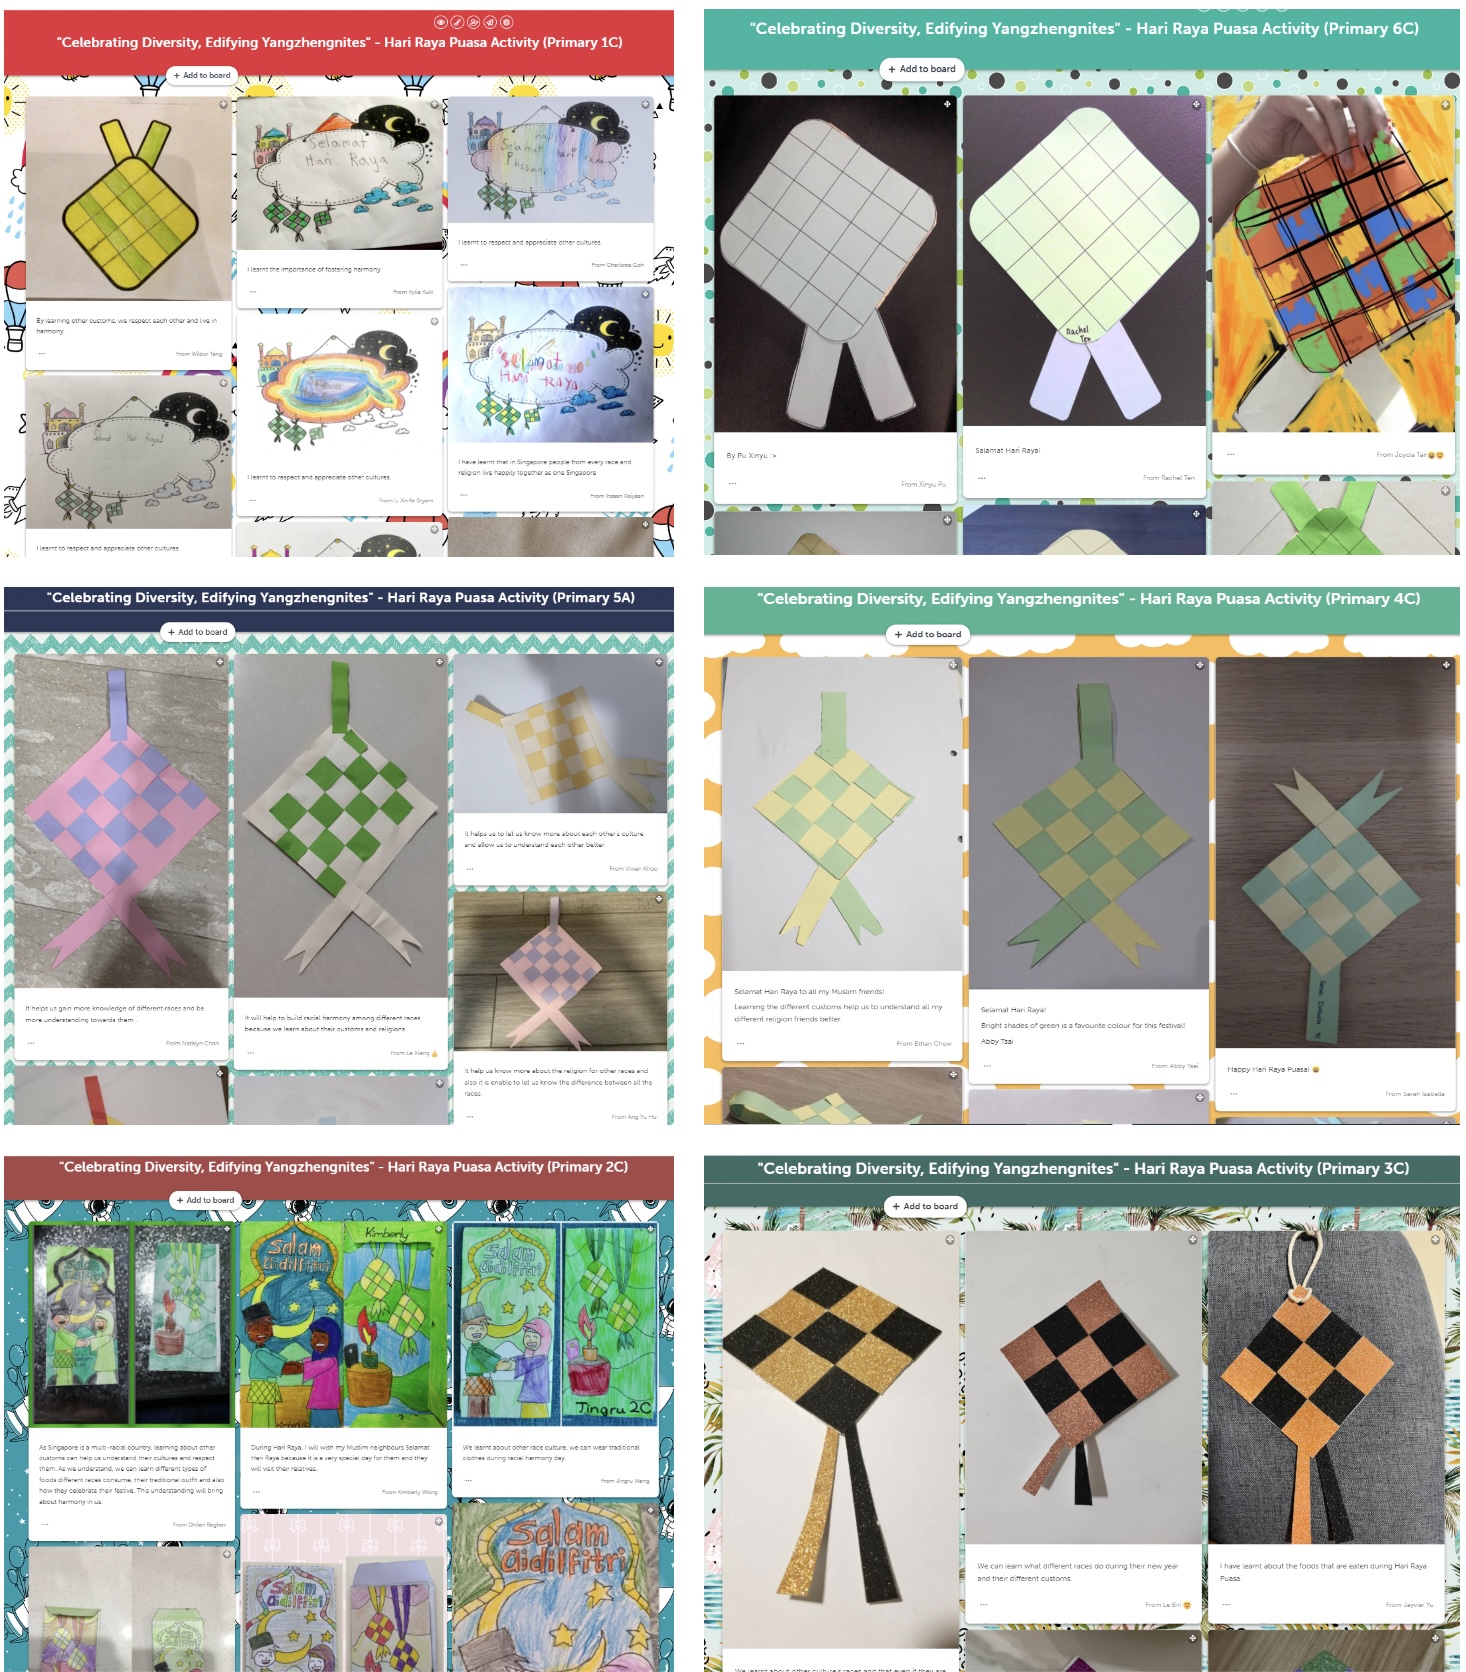 "Celebrating Diversity, Edifying Yangzhengnites" - Hari Raya Puasa Activity (Primary 1C)
+ Add to board
By learning other customs, we respect each other and live in
harmony
From Wilbur Teng
Selamat
Hari Raya
I learnt the importance of fostering harmony.
From Kylie Kuik
I learnt to respect and appreciate other cultures.
From Charlotte Goh
I learnt to respect and appreciate other cultures
I learnt to respect and appreciate other cultures.
Selamat
Hari Raya
I have learnt that in Singapore people from every race and
religion live happily together as one Singapore
"Celebrating Diversity, Edifying Yangzhengnites" - Hari Raya Puasa Activity (Primary 6C)
+ Add to board
By Pu Xinyu :>
From Xinyu Pu
Rachel
Ten
Salamat Hari Raya!
From Rachel Ten
From Joycia Tan
"Celebrating Diversity, Edifying Yangzhengnites" - Hari Raya Puasa Activity (Primary 5A)
+ Add to board
It helps us gain more knowledge of different races and be
more understanding towards them .
From Natalyn Chan
It will help to build racial harmony among different races
because we learn about their customs and religions
From Le Xiang
It helps us to let us know more about each other's culture
and allow us to understand each other better
From Vivien Khoo
It help us know more about the religion for other races and
also it is enable to let us know the difference between all the
races.
From Ang Yu Hui
"Celebrating Diversity, Edifying Yangzhengnites" - Hari Raya Puasa Activity (Primary 4C)
+ Add to board
Selamat Hari Raya to all my Muslim friends!
Learning the different customs help us to understand all my
different religion friends better.
From Ethan Chew
Selamat Hari Raya!
Bright shades of green is a favourite colour for this festival!
Abby Tsai
From Abby Tsai
Happy Hari Raya Puasa!
From Sarah Isabella
"Celebrating Diversity, Edifying Yangzhengnites" - Hari Raya Puasa Activity (Primary 2C)
+ Add to board
As Singapore is a multi-racial country, learning about other
customs can help us understand their cultures and respect
them. As we understand, we can learn different types of
foods different races consume, their traditional outfit and also
how they celebrate their festive. This understanding will bring
about harmony in us.
From Dhilan Raghev
Salam
Aidilfitri
Kimberly
During Hari Raya, I will wish my Muslim neighbours Selamat
Hari Raya because it is a very special day for them and they
will visit their relatives.
From Kimberly Wong
Salam
Aidilfitri
Jingru 2C
We learnt about other race culture, we can wear traditional
clothes during racial harmony day.
From Jingru Wang
Salam
Aidilfitri
Salam
Aidilfitri
"Celebrating Diversity, Edifying Yangzhengnites" - Hari Raya Puasa Activity (Primary 3C)
+ Add to board
We learnt about other culture's races and that even if they are
We can learn what different races do during their new year
and their different customs.
From Le Bin
I have learnt about the foods that are eaten during Hari Raya
Puasa.
From Jayvier Yu